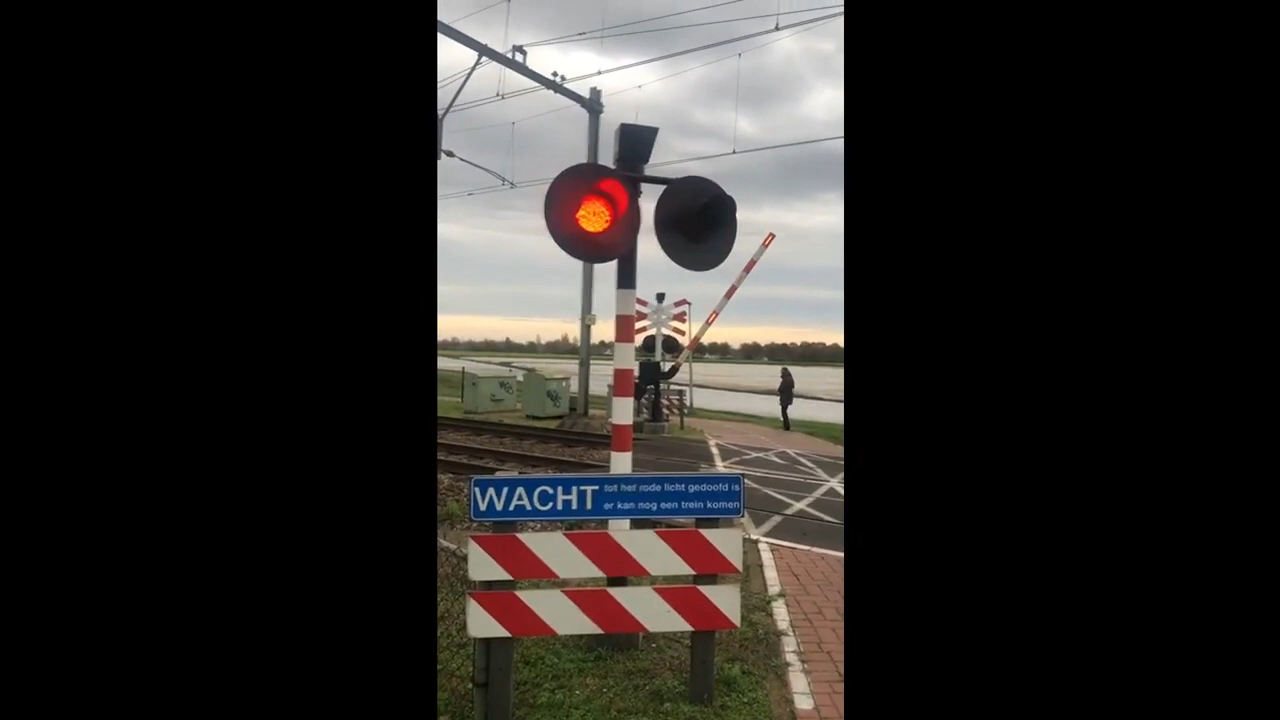 WACHT tot het rode licht gedoofd is
er kan nog een trein komen